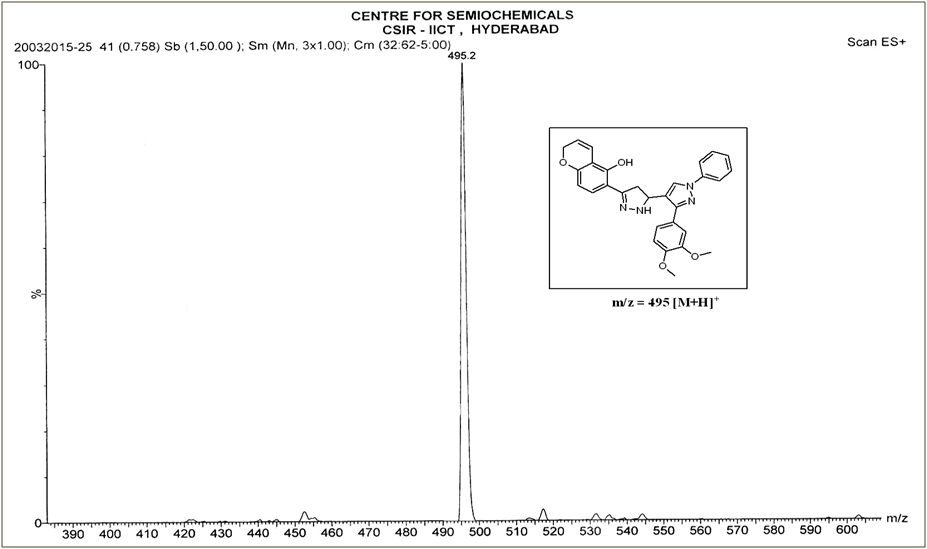 CENTRE FOR SEMIOCHEMICALS
CSIR - IICT , HYDERABAD
20032015-25 41 (0.758) Sb (1,50.00 ); Sm (Mn, 3x1.00); Cm (32:62-5:00)
Scan ES+
100
495.2
O
OH
N
NH
N
N
O
O
m/z = 495 [M+H]+
%
0
390 400 410 420 430 440 450 460 470 480 490 500 510 520 530 540 550 560 570 580 590 600 m/z